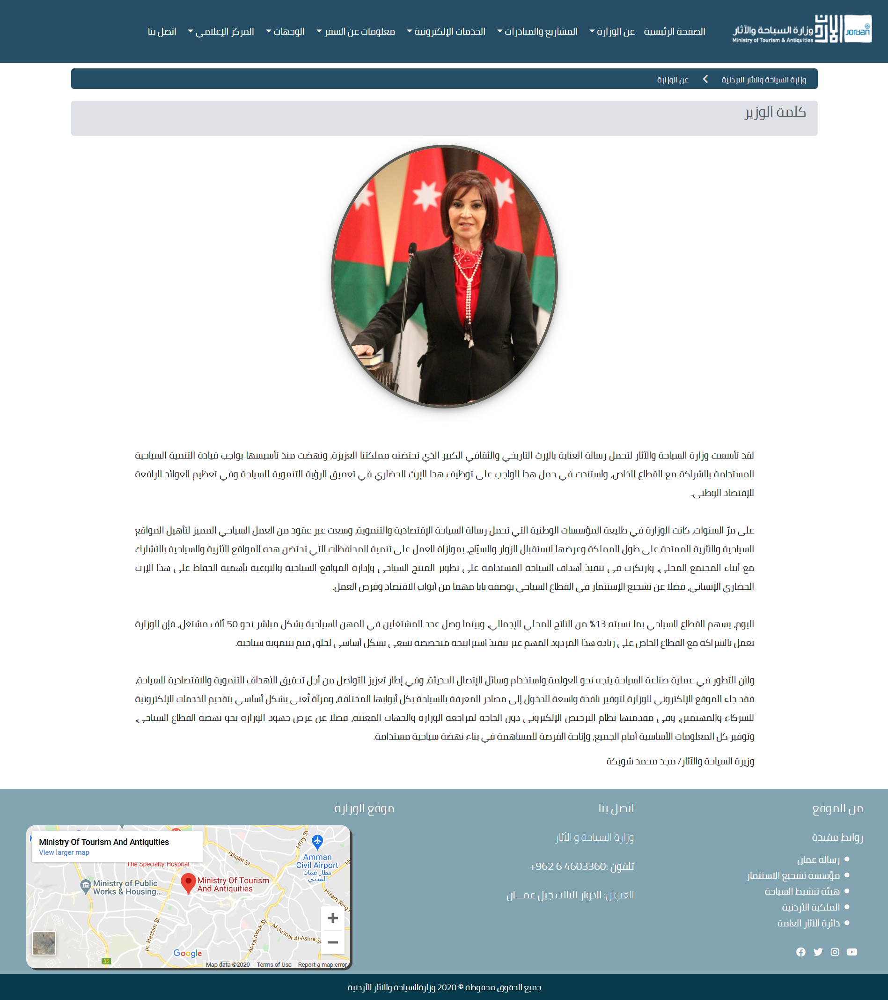 الأردن
Jordan
وزارة السياحة والآثار
Ministry of Tourism & Antiquities
الصفحة الرئيسية
عن الوزارة
المشاريع والمبادرات
الخدمات الإلكترونية
معلومات عن السفر
الوجهات
المركز الإعلامي
اتصل بنا
وزارة السياحة والاثار الاردنية
عن الوزارة
كلمة الوزير
لقد تأسست وزارة السياحة والآثار لتحمل رسالة العناية بالإرث التاريخي والثقافي الكبير الذي تحتضنه مملكتنا العزيزة، ونهضت منذ تأسيسها بواجب قيادة التنمية السياحية
المستدامة بالشراكة مع القطاع الخاص، واستندت في حمل هذا الواجب على توظيف هذا الإرث الحضاري في تعميق الرؤية التنموية للسياحة وفي تعظيم العوائد الرافعة
للإقتصاد الوطني.
على مرّ السنوات، كانت الوزارة في طليعة المؤسسات الوطنية التي تحمل رسالة السياحة الإقتصادية والتنموية، وسعت عبر عقود من العمل السياحي المميز لتأهيل المواقع
السياحية والأثرية الممتدة على طول المملكة وعرضها لاستقبال الزوار والسيّاح، بموازاة العمل على تنمية المحافظات التي تحتضن هذه المواقع الأثرية والسياحية بالتشارك
مع أبناء المجتمع المحلي، وارتكزت في تنفيذ أهداف السياحة المستدامة على تطوير المنتج السياحي وإدارة المواقع السياحية والتوعية بأهمية الحفاظ على هذا الإرث
الحضاري الإنساني، فضلا عن تشجيع الإستثمار في القطاع السياحي بوصفه بابا مهما من أبواب الاقتصاد وفرص العمل.
اليوم، يسهم القطاع السياحي بما نسبته 13% من الناتج المحلي الإجمالي، وبينما وصل عدد المشتغلين في المهن السياحية بشكل مباشر نحو 50 ألف مشتغل، فإن الوزارة
تعمل بالشراكة مع القطاع الخاص على زيادة هذا المردود المهم عبر تنفيذ استراتيجة متخصصة تسعى بشكل أساسي لخلق قيم تتنموية سياحية.
ولأن التطور في عملية صناعة السياحة يتجه نحو العولمة واستخدام وسائل الإتصال الحديثة، وفي إطار تعزيز التواصل من أجل تحقيق الأهداف التنموية والاقتصادية للسياحة،
فقد جاء الموقع الإلكتروني للوزارة لتوفير نافذة واسعة للدخول إلى مصادر المعرفة بالسياحة بكل أبوابها المختلفة، ومرآة تُعنى بشكل أساسي بتقديم الخدمات الإلكترونية
للشركاء والمهتمين، وفي مقدمتها نظام الترخيص الإلكتروني دون الحاجة لمراجعة الوزارة والجهات المعنية، فضلا عن عرض جهود الوزارة نحو نهضة القطاع السياحي،
وتوفير كل المعلومات الأساسية أمام الجميع، وإتاحة الفرصة للمساهمة في بناء نهضة سياحية مستدامة.
وزيرة السياحة والآثار/ مجد محمد شويكة
من الموقع
روابط مفيدة
رسالة عمان
مؤسسة تشجيع الاستثمار
هيئة تنشيط السياحة
الملكية الأردنية
دائرة الأثار العامة
اتصل بنا
وزارة السياحة و الأثار
تلفون :4603360 6 962+
العنوان: الدوار الثالث جبل عمـــان
موقع الوزارة
Ministry Of Tourism And Antiquities
View larger map
The Specialty Hospital
Istiqlal St
Army St
Amman
Civil Airport
مطار عمان
المدني
Ministry of Public
Works & Housing...
Ministry Of Tourism
And Antiquities
Hizam Ring
Pr. Hashim St
Al-Yarmouk St
Al-Jusoor Al-Ashra St
35
Google
Map data ©2020
Terms of Use
Report a map error
جميع الحقوق محفوظة © 2020 وزارةالسياحة والاثار الأردنية